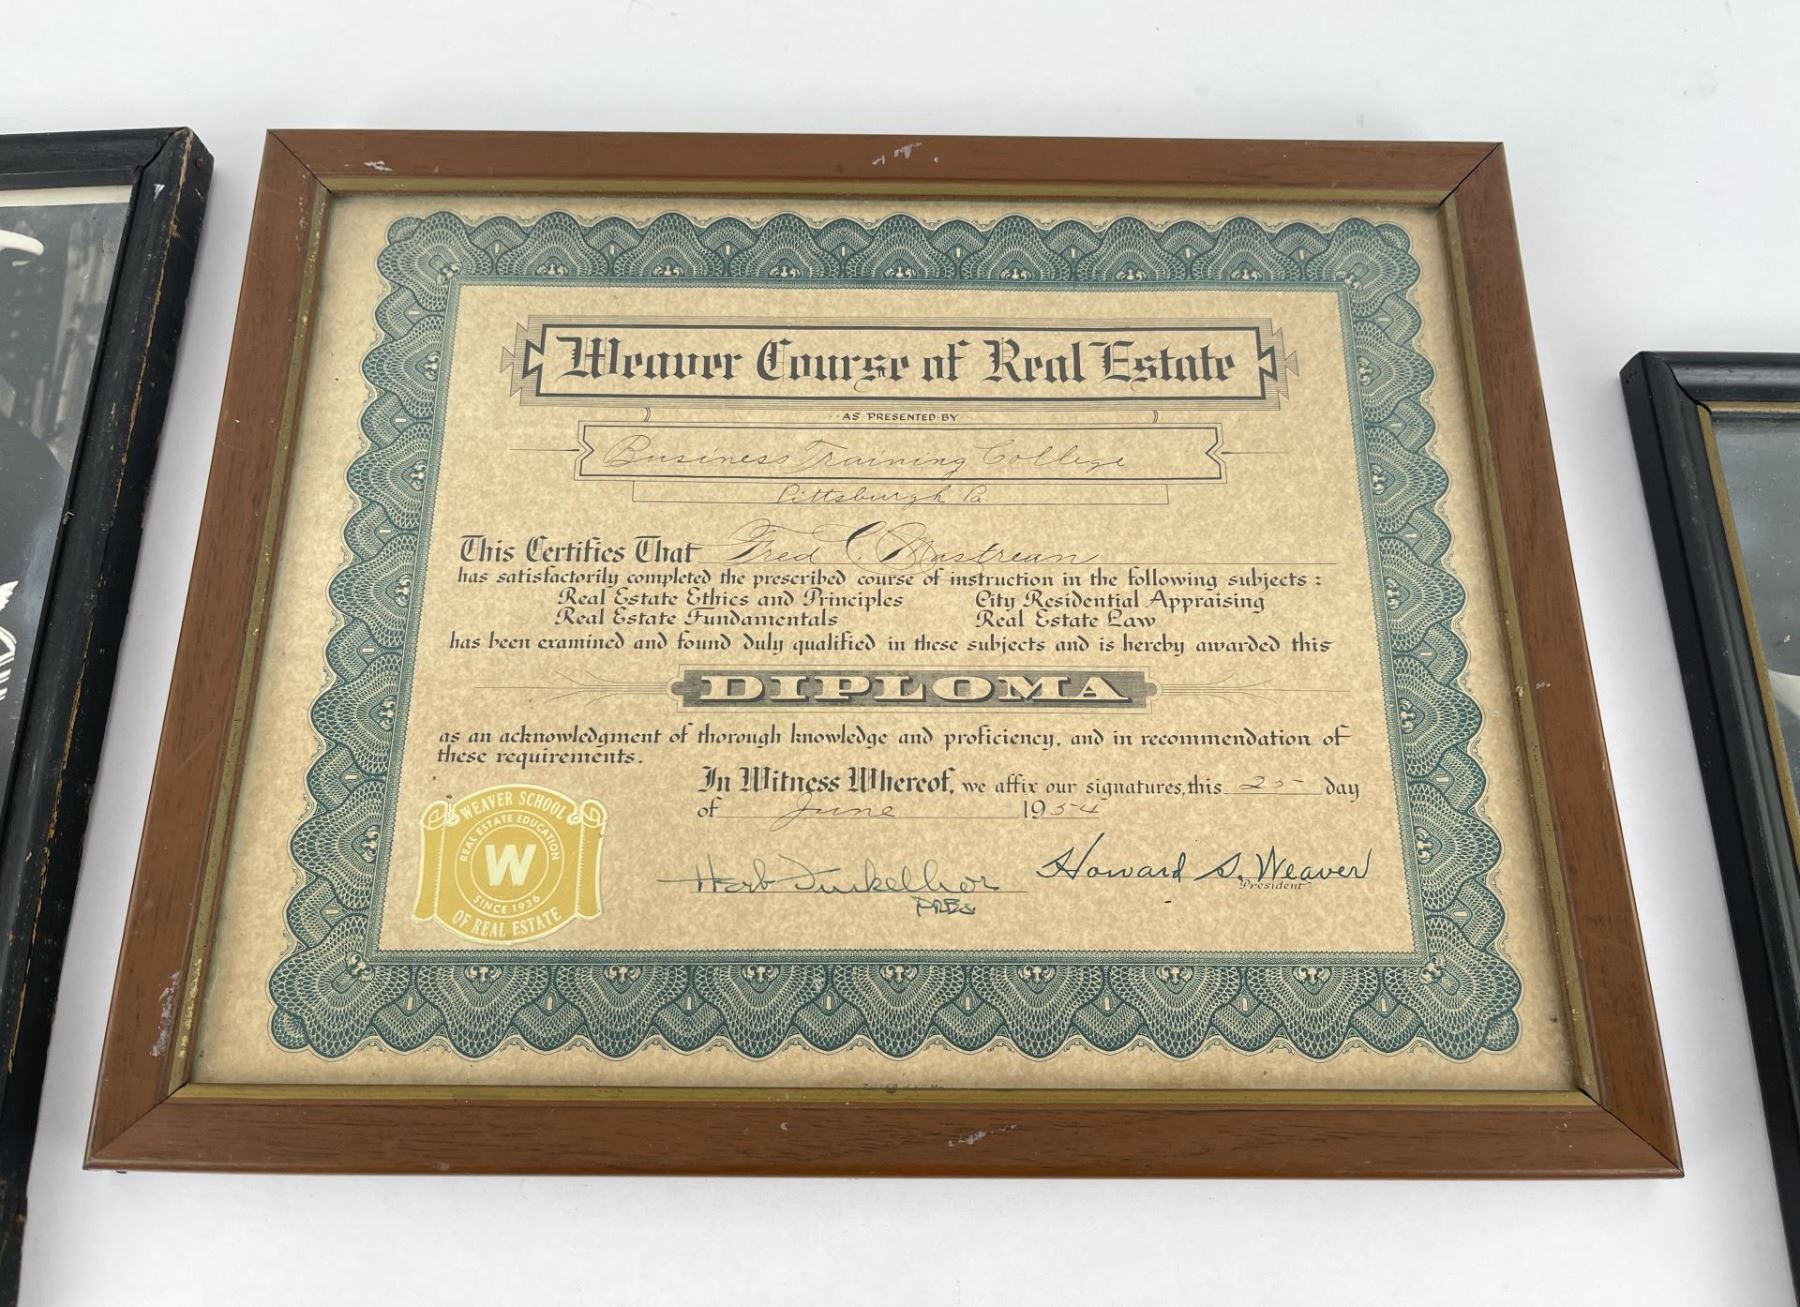 Weaver Course of Real Estate
AS PRESENTED BY
Business Training College
Pittsburgh Pa
This Certifies That Fred C. Mastrean
has satisfactorily completed the prescribed course of instruction in the following subjects:
Real Estate Ethics and Principles City Residential Appraising
Real Estate Fundamentals Real Estate Law
has been examined and found duly qualified in these subjects and is hereby awarded this
DIPLOMA
as an acknowledgment of thorough knowledge and proficiency, and in recommendation of
these requirements.
In Witness Whereof, we affix our signatures, this 25 day
of June 1954
WEAVER SCHOOL
REAL ESTATE EDUCATION
W
SINCE 1936
OF REAL ESTATE
Herb
Pres
Howard S. Weaver
President